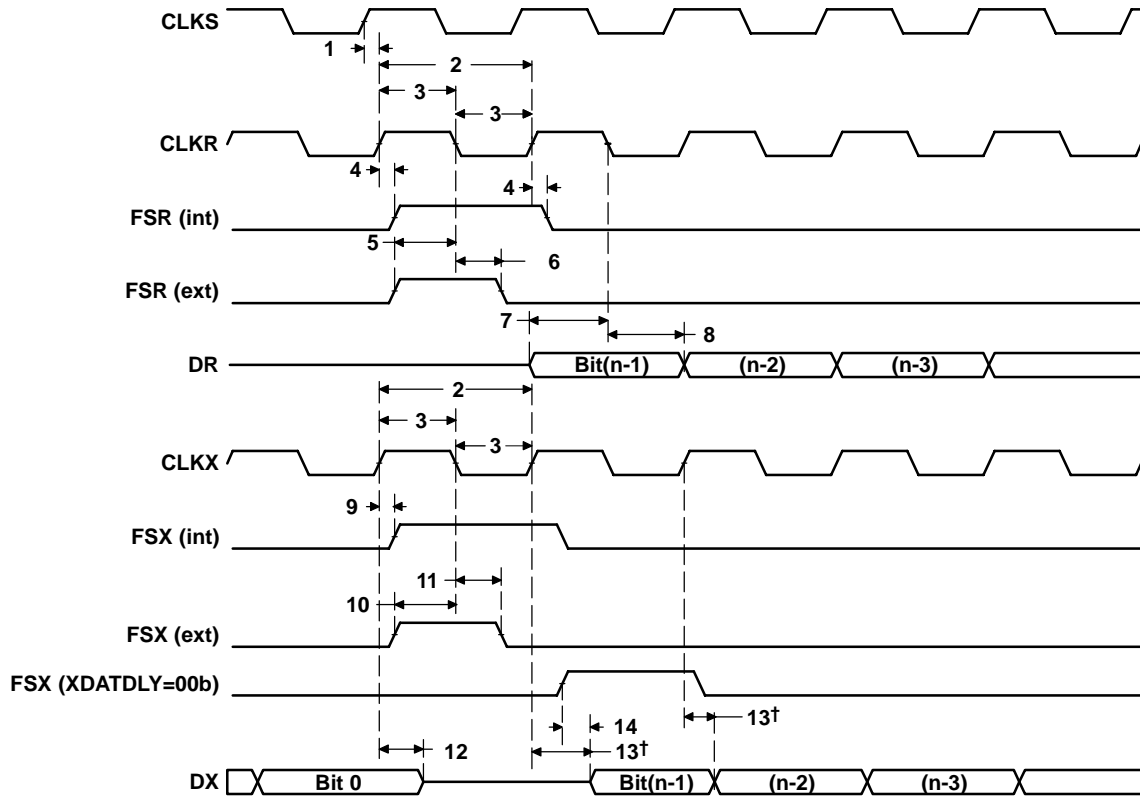 CLKS
1
2
3
3
CLKR
4
4
FSR (int)
5
6
FSR (ext)
7
8
DR
Bit(n-1)
(n-2)
(n-3)
2
3
3
CLKX
9
FSX (int)
11
10
FSX (ext)
FSX (XDATDLY=00b)
14
13†
12
13†
DX
Bit 0
Bit(n-1)
(n-2)
(n-3)